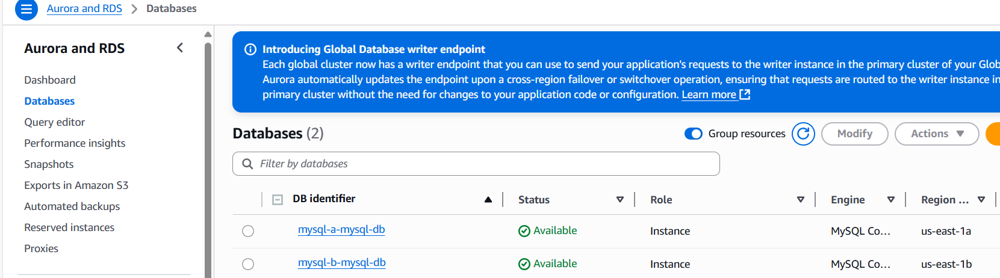 Aurora and RDS > Databases
Aurora and RDS
Dashboard
Databases
Query editor
Performance insights
Snapshots
Exports in Amazon S3
Automated backups
Reserved instances
Proxies
Introducing Global Database writer endpoint
Each global cluster now has a writer endpoint that you can use to send your application's requests to the writer instance in the primary cluster of your Glob
Aurora automatically updates the endpoint upon a cross-region failover or switchover operation, ensuring that requests are routed to the writer instance in
primary cluster without the need for changes to your application code or configuration. Learn more
Databases (2)
Group resources
Modify
Actions
Filter by databases
DB identifier Status Role Engine Region ...
mysql-a-mysql-db Available Instance MySQL Co... us-east-1a
mysql-b-mysql-db Available Instance MySQL Co... us-east-1b